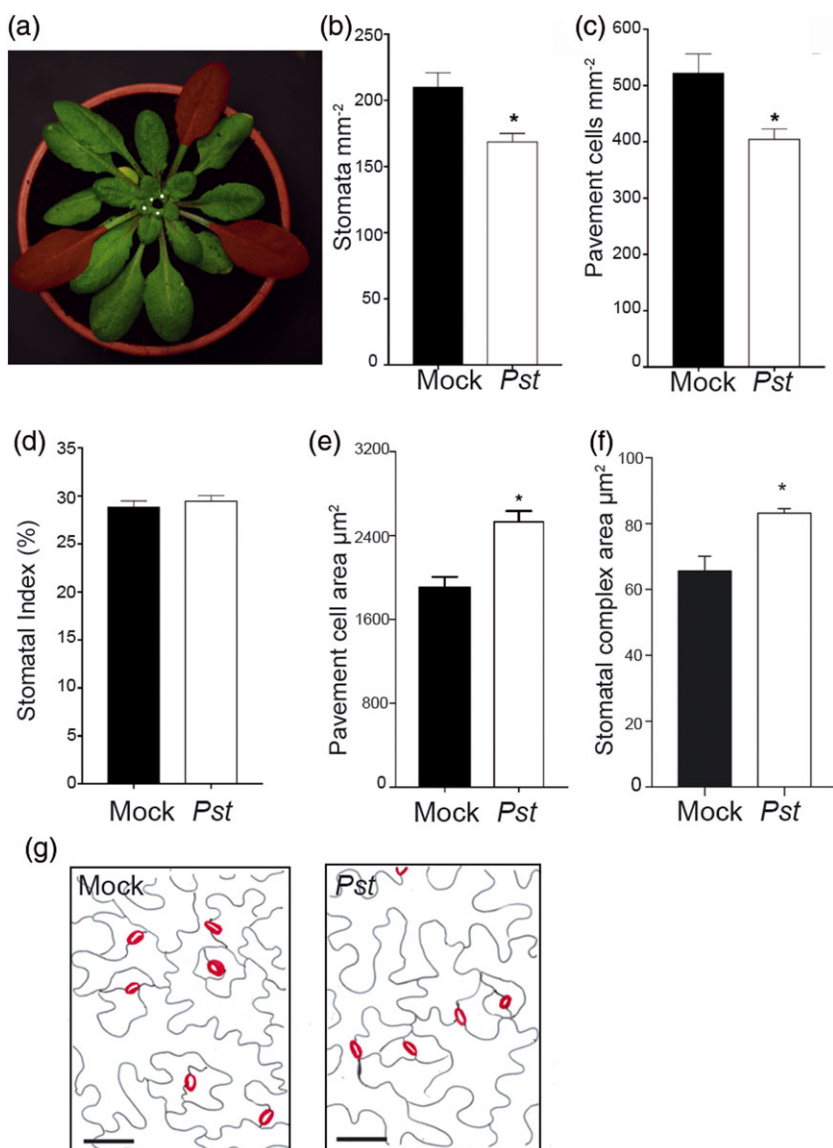 (a)
(b)
Stomata mm⁻²
250
200
150
100
50
0
Mock Pst
*
(c)
Pavement cells mm⁻²
600
500
400
300
200
100
0
Mock Pst
*
(d)
Stomatal Index (%)
35
30
25
20
15
10
5
0
Mock Pst
(e)
Pavement cell area µm²
3200
2400
1600
800
0
Mock Pst
*
(f)
Stomatal complex area µm²
100
80
60
40
20
0
Mock Pst
*
(g)
Mock
Pst